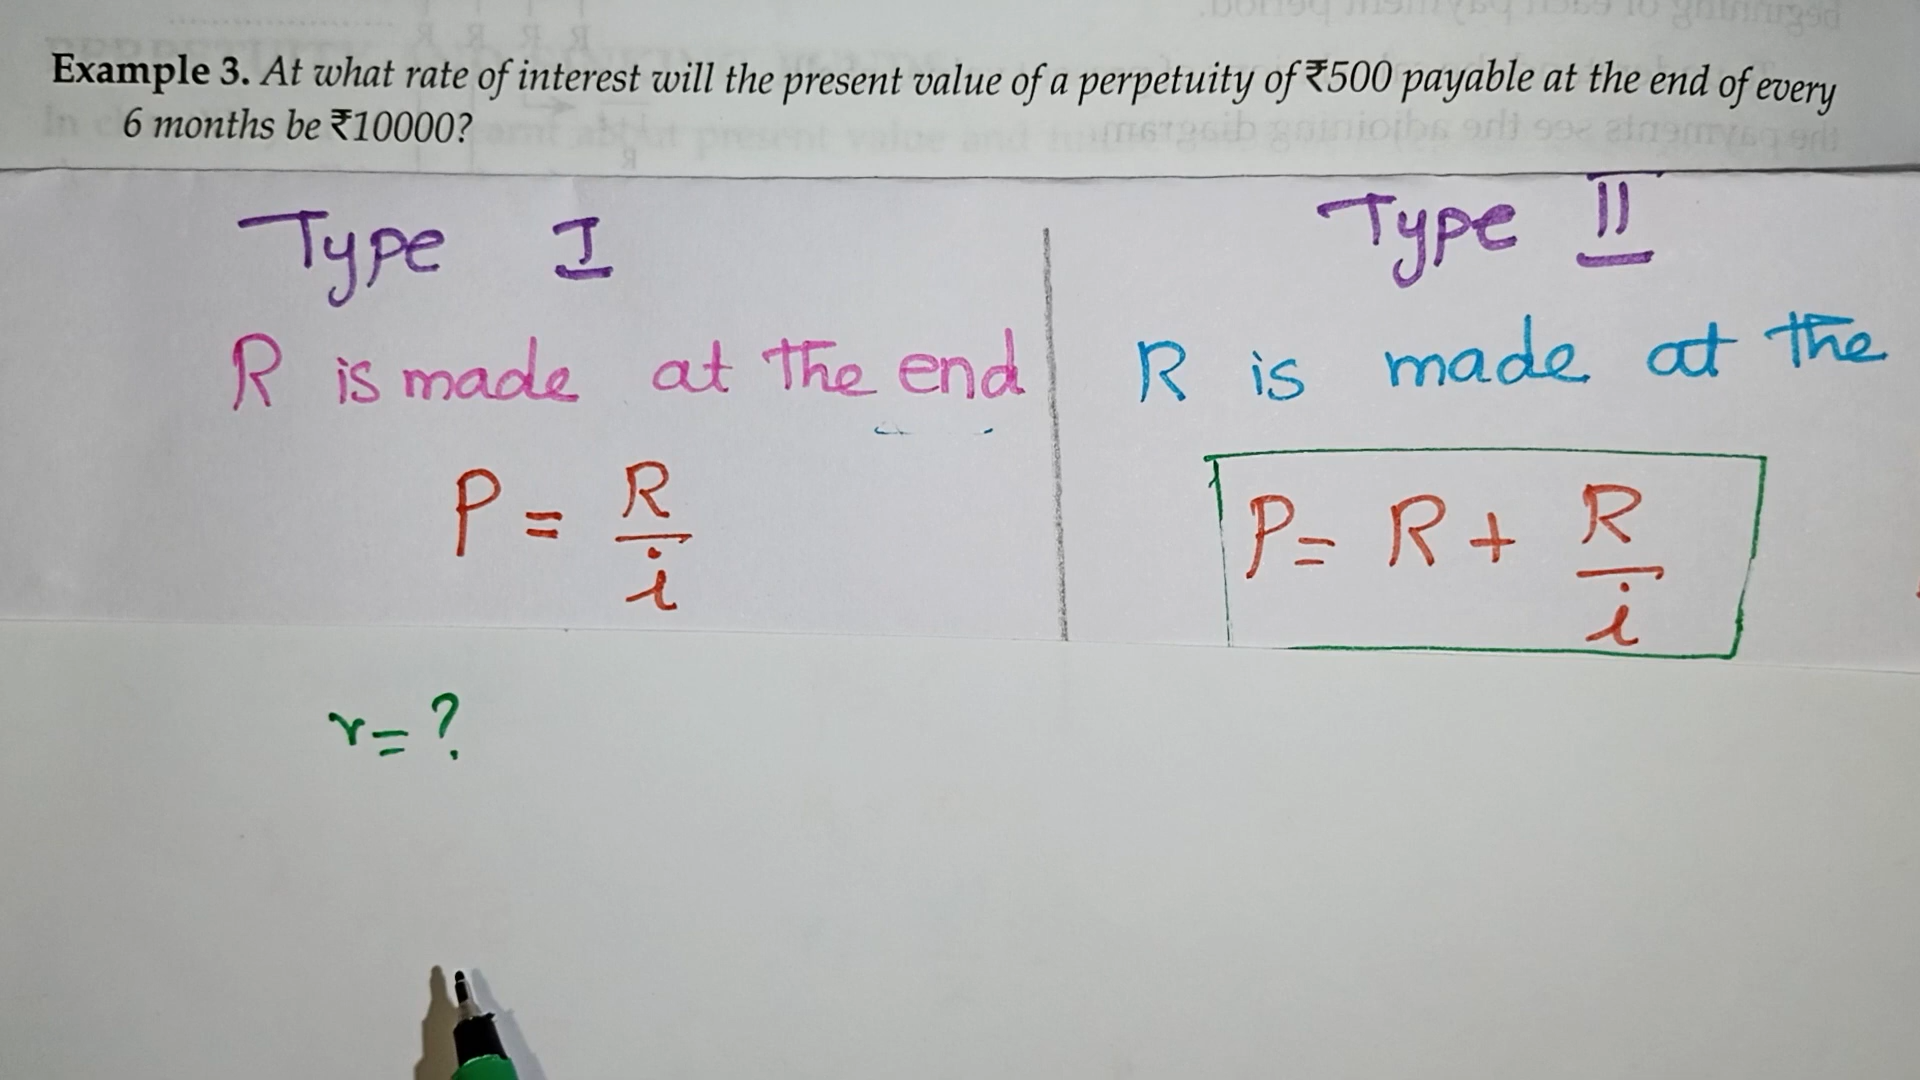 Example 3. At what rate of interest will the present value of a perpetuity of ₹500 payable at the end of every
6 months be ₹10000?
Type I
R is made at the end
P = R/i
Type II
R is made at the
P = R + R/i
r = ?